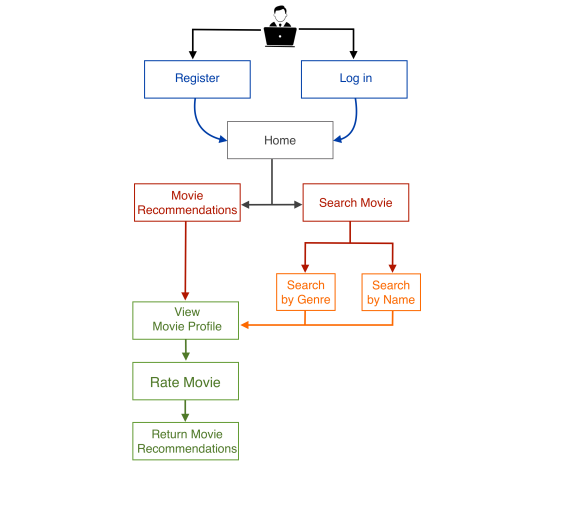 Register
Log in
Home
Movie
Recommendations
Search Movie
Search
by Genre
Search
by Name
View
Movie Profile
Rate Movie
Return Movie
Recommendations